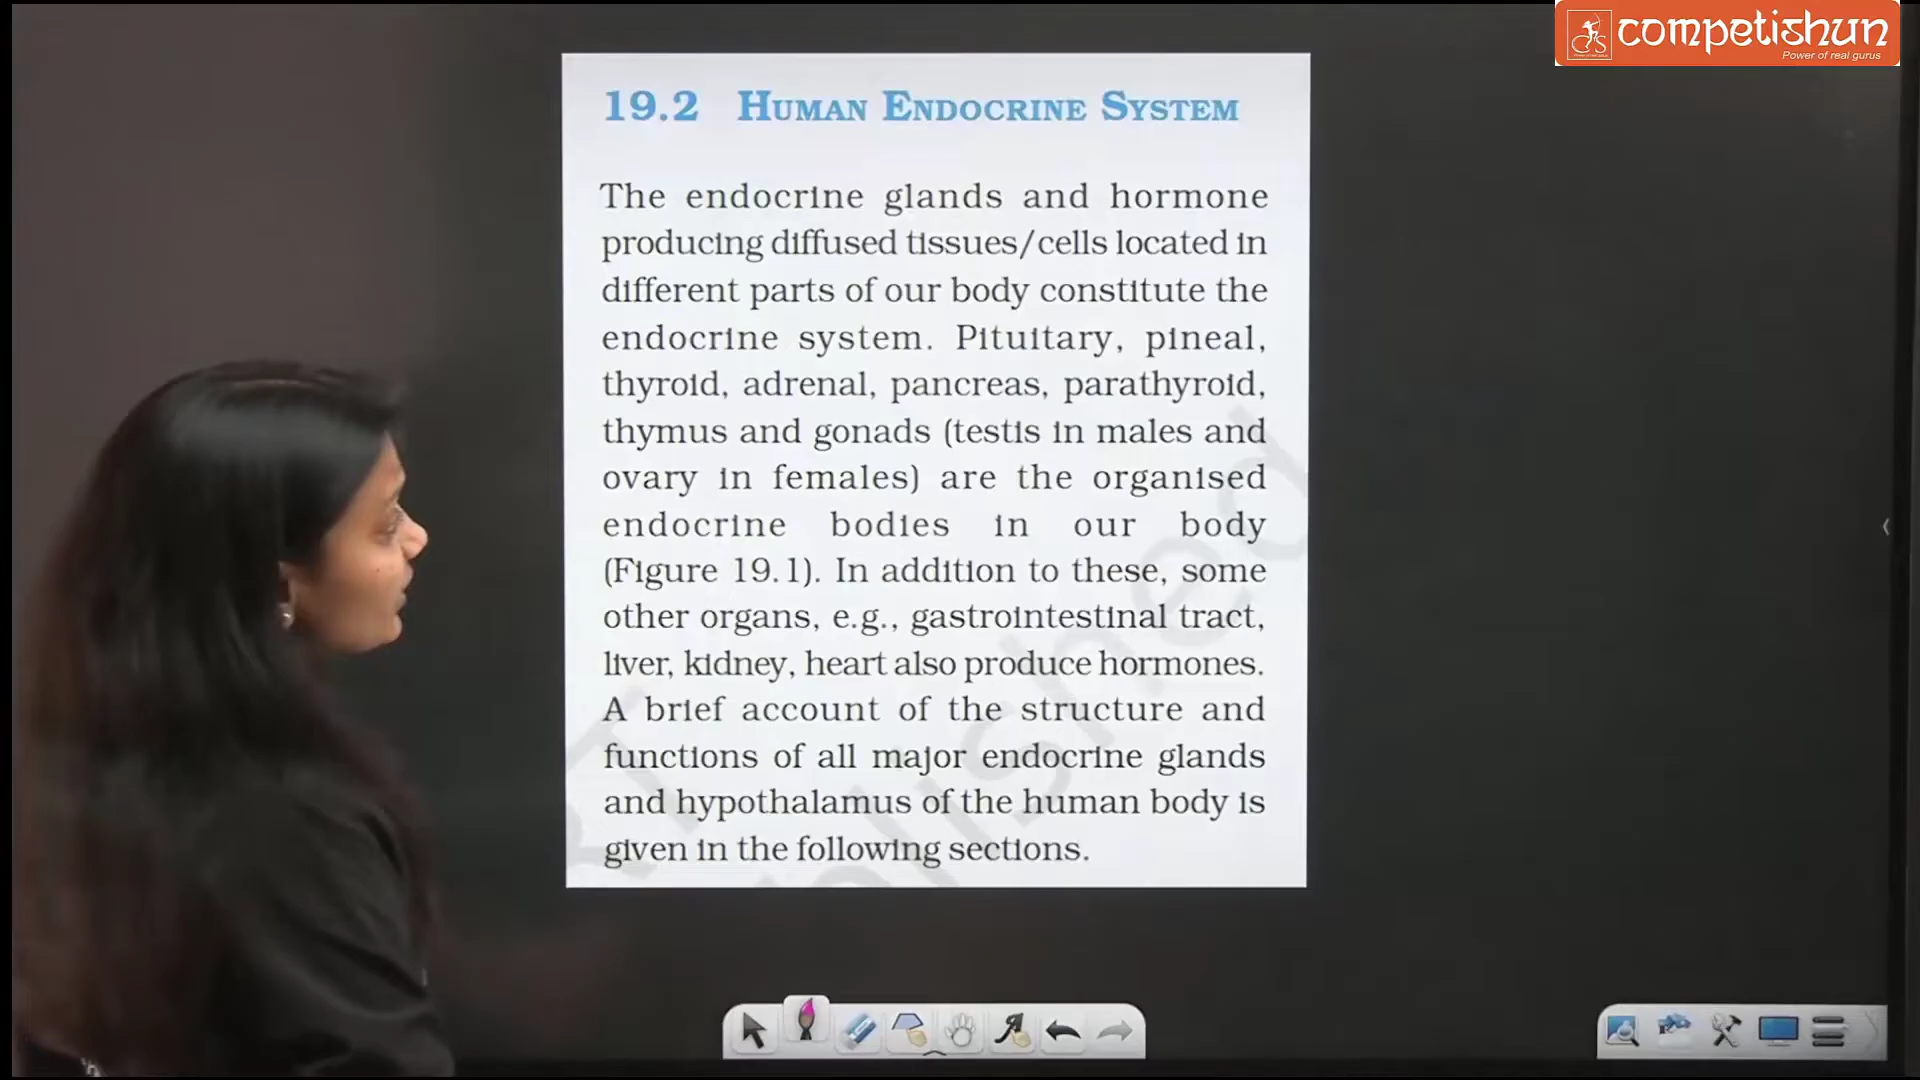 competishun
Power of real gurus
19.2 HUMAN ENDOCRINE SYSTEM
The endocrine glands and hormone
producing diffused tissues/cells located in
different parts of our body constitute the
endocrine system. Pituitary, pineal,
thyroid, adrenal, pancreas, parathyroid,
thymus and gonads (testis in males and
ovary in females) are the organised
endocrine bodies in our body
(Figure 19.1). In addition to these, some
other organs, e.g., gastrointestinal tract,
liver, kidney, heart also produce hormones.
A brief account of the structure and
functions of all major endocrine glands
and hypothalamus of the human body is
given in the following sections.